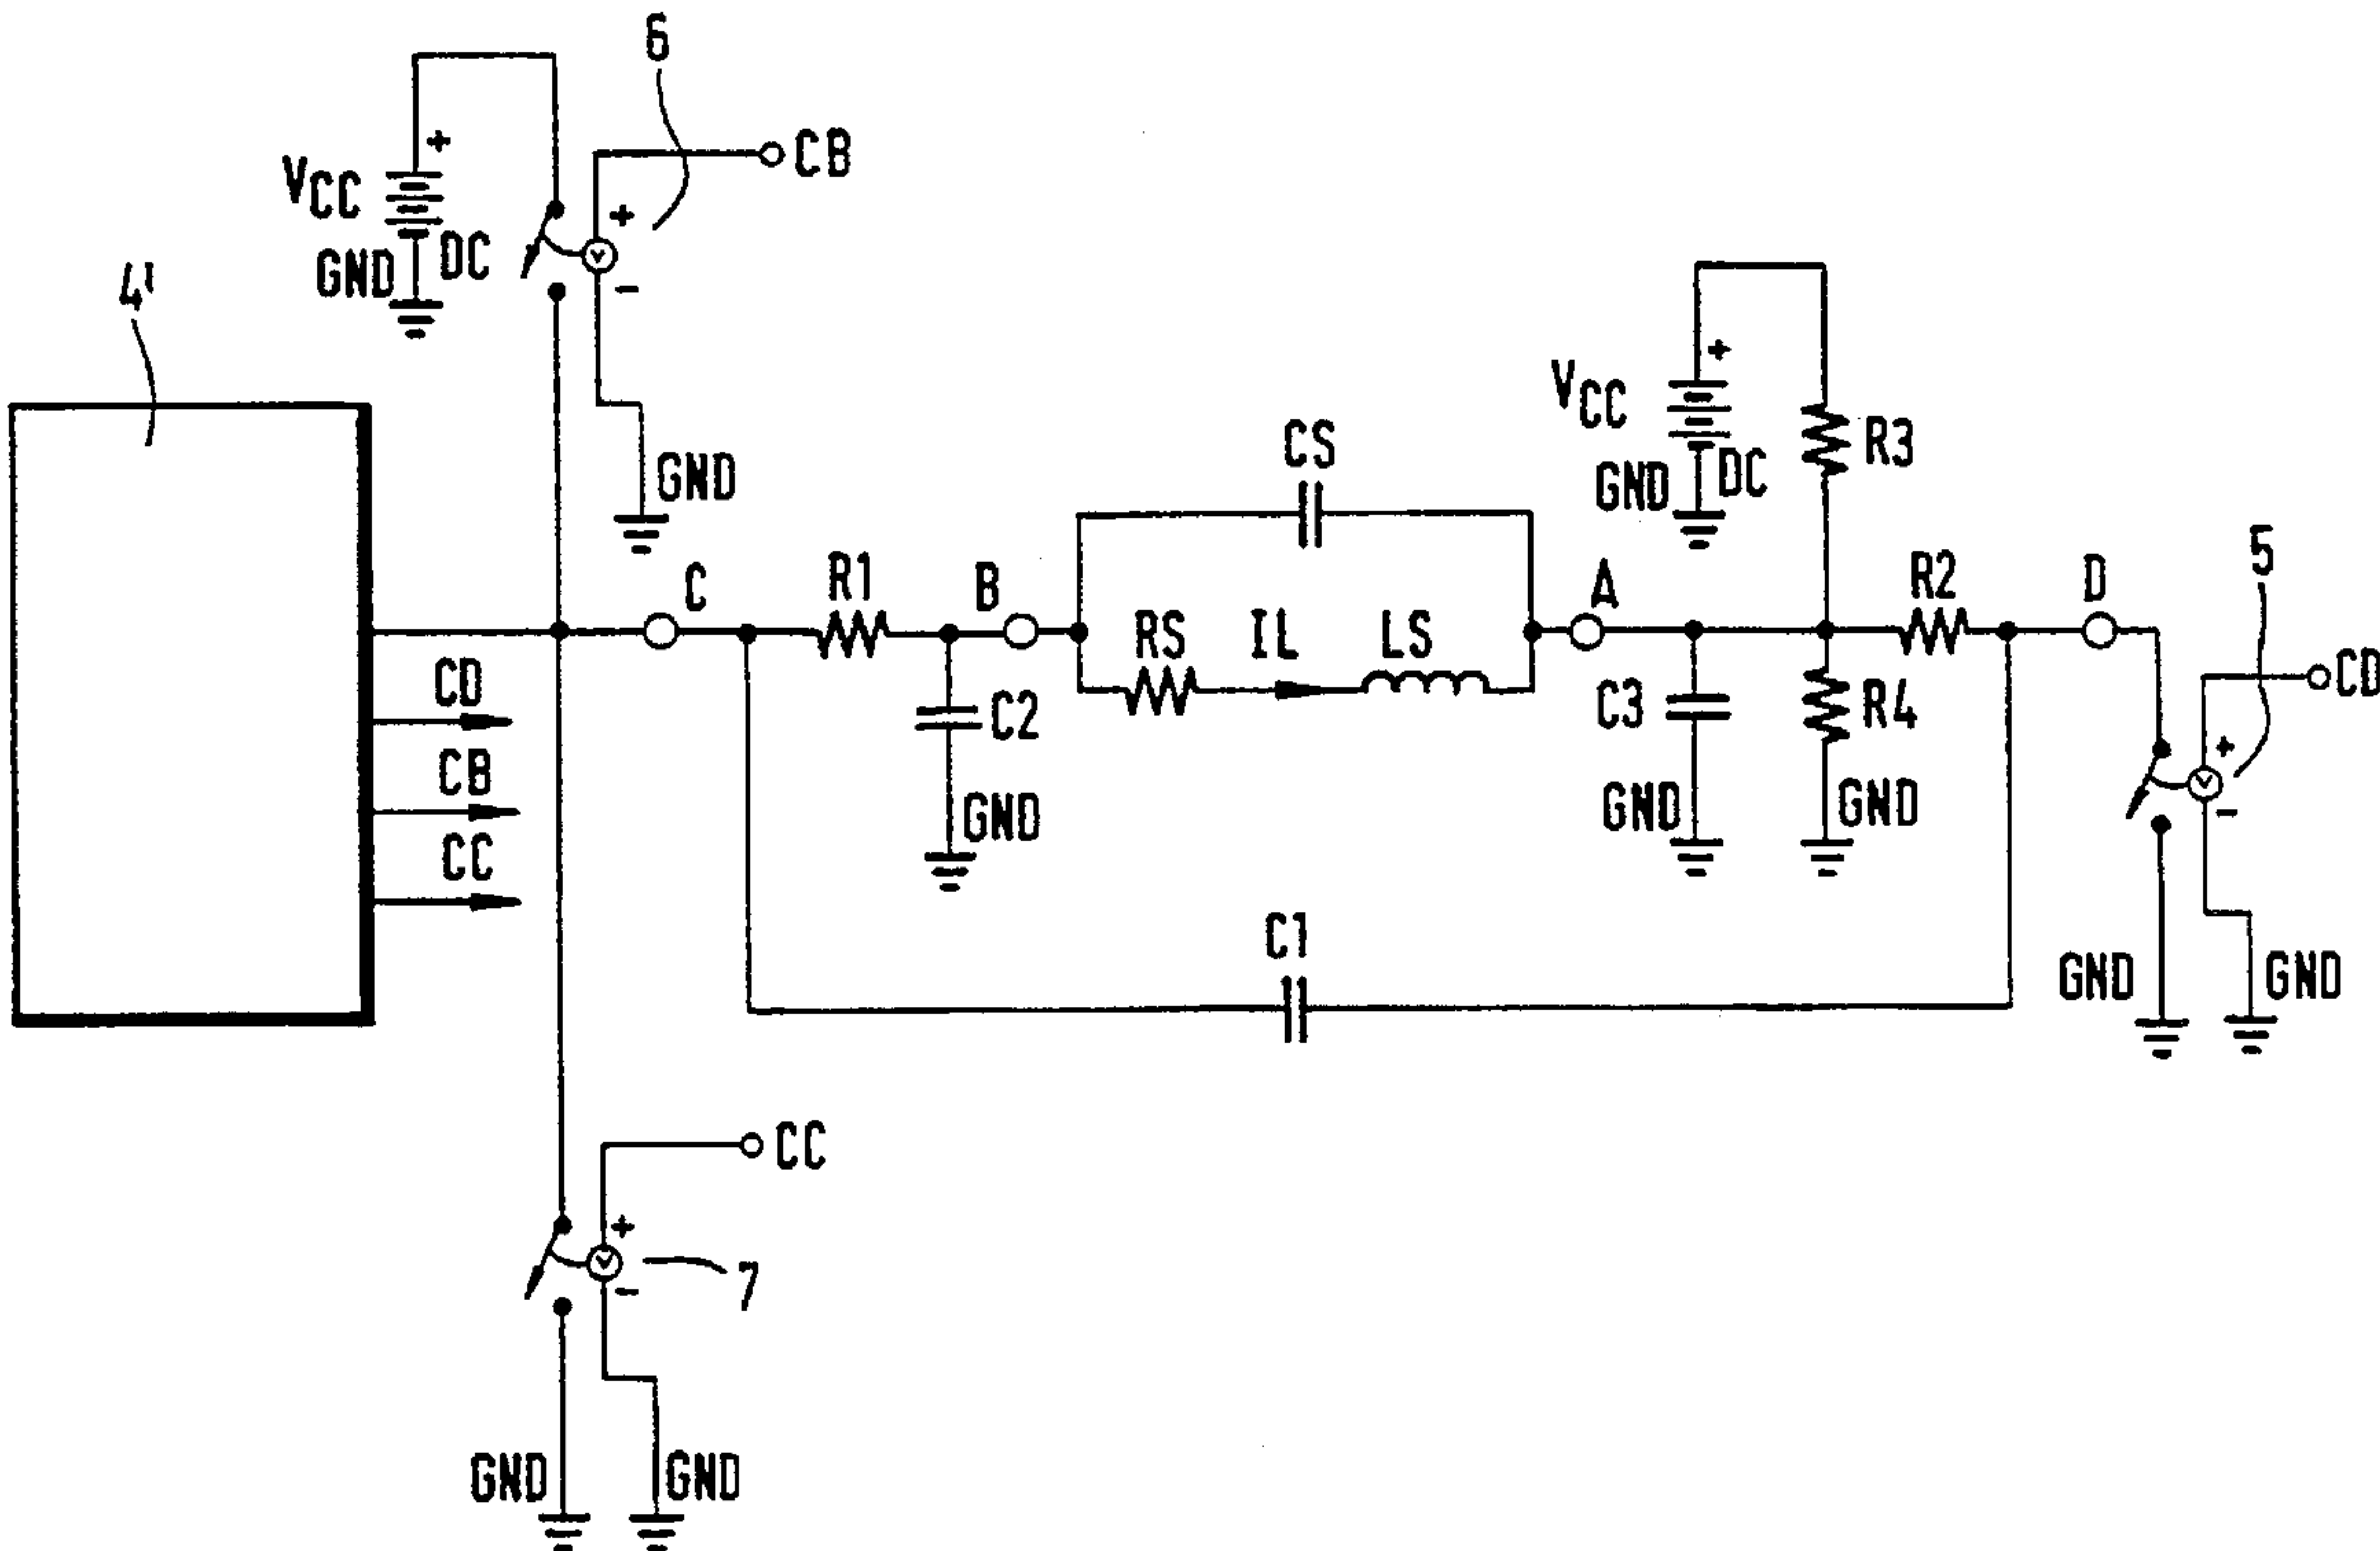 6
CB
+
VCC
GND
DC
+
-
4'
GND
CS
VCC
+
GND
DC
R3
5
C
R1
B
RS
IL
LS
A
R2
D
CD
CD
C2
C3
R4
+
-
CB
GND
GND
GND
CC
C1
GND
GND
CC
+
-
7
GND
GND